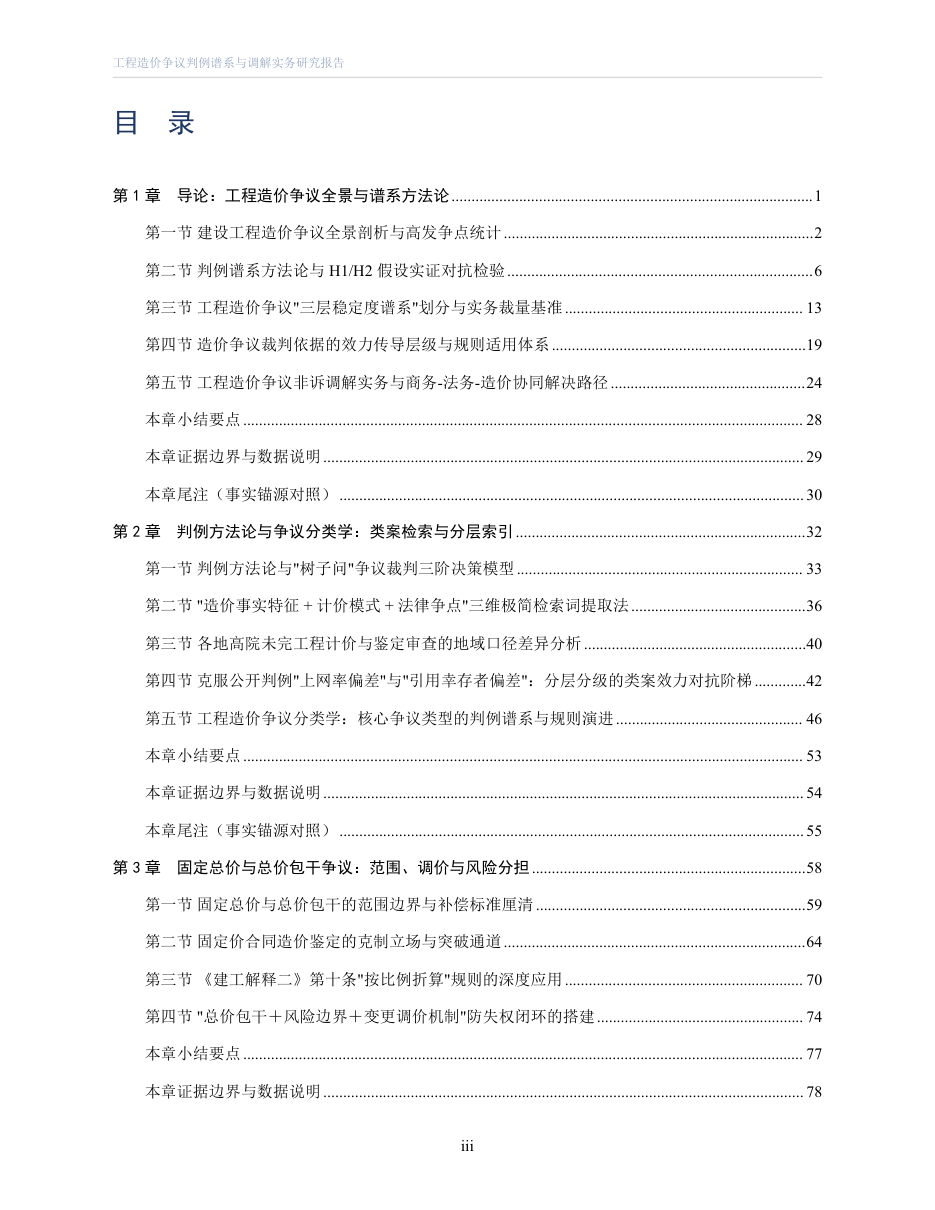 工程造价争议判例谱系与调解实务研究报告
目 录
第 1 章 导论：工程造价争议全景与谱系方法论 1
第一节 建设工程造价争议全景剖析与高发争点统计 2
第二节 判例谱系方法论与 H1/H2 假设实证对抗检验 6
第三节 工程造价争议"三层稳定度谱系"划分与实务裁量基准 13
第四节 造价争议裁判依据的效力传导层级与规则适用体系 19
第五节 工程造价争议非诉调解实务与商务-法务-造价协同解决路径 24
本章小结要点 28
本章证据边界与数据说明 29
本章尾注（事实锚源对照） 30
第 2 章 判例方法论与争议分类学：类案检索与分层索引 32
第一节 判例方法论与"树子问"争议裁判三阶决策模型 33
第二节 "造价事实特征 + 计价模式 + 法律争点"三维极简检索词提取法 36
第三节 各地高院未完工程计价与鉴定审查的地域口径差异分析 40
第四节 克服公开判例"上网率偏差"与"引用幸存者偏差"：分层分级的类案效力对抗阶梯 42
第五节 工程造价争议分类学：核心争议类型的判例谱系与规则演进 46
本章小结要点 53
本章证据边界与数据说明 54
本章尾注（事实锚源对照） 55
第 3 章 固定总价与总价包干争议：范围、调价与风险分担 58
第一节 固定总价与总价包干的范围边界与补偿标准厘清 59
第二节 固定价合同造价鉴定的克制立场与突破通道 64
第三节 《建工解释二》第十条"按比例折算"规则的深度应用 70
第四节 "总价包干＋风险边界＋变更调价机制"防失权闭环的搭建 74
本章小结要点 77
本章证据边界与数据说明 78
iii